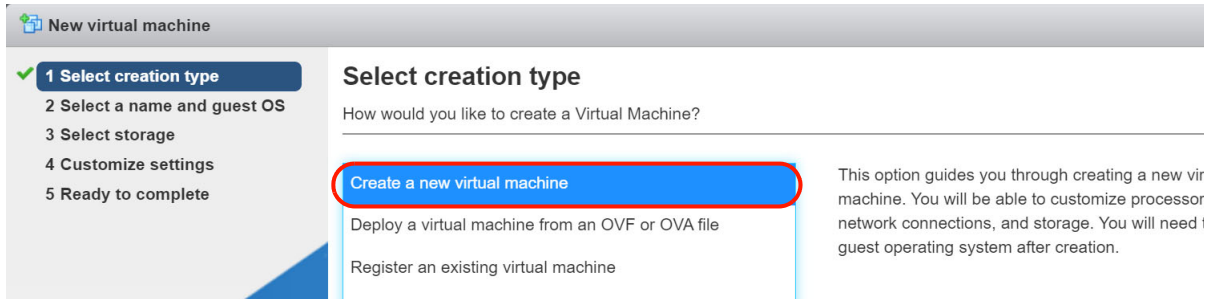 New virtual machine
1 Select creation type
2 Select a name and guest OS
3 Select storage
4 Customize settings
5 Ready to complete
Select creation type
How would you like to create a Virtual Machine?
Create a new virtual machine
Deploy a virtual machine from an OVF or OVA file
Register an existing virtual machine
This option guides you through creating a new
machine. You will be able to customize processor
network connections, and storage. You will need
guest operating system after creation.